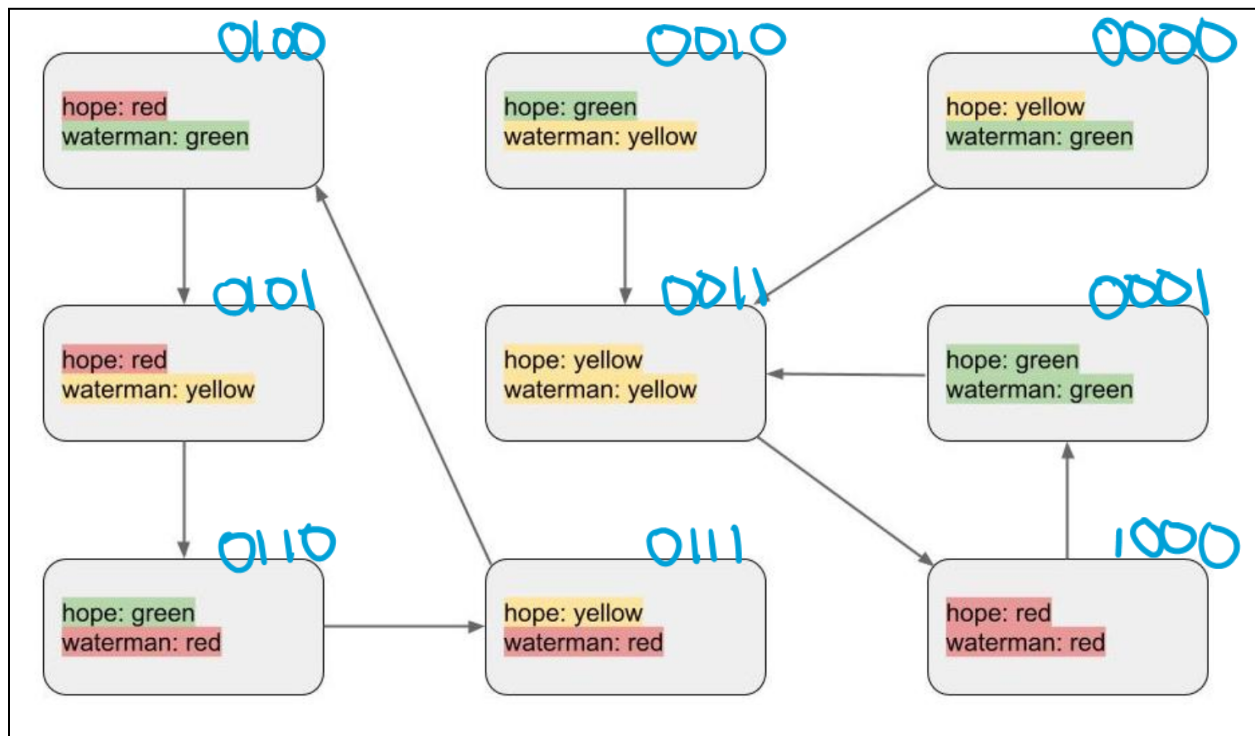 0100
hope: red
waterman: green
0010
hope: green
waterman: yellow
0000
hope: yellow
waterman: green
0101
hope: red
waterman: yellow
0011
hope: yellow
waterman: yellow
0001
hope: green
waterman: green
0110
hope: green
waterman: red
0111
hope: yellow
waterman: red
1000
hope: red
waterman: red